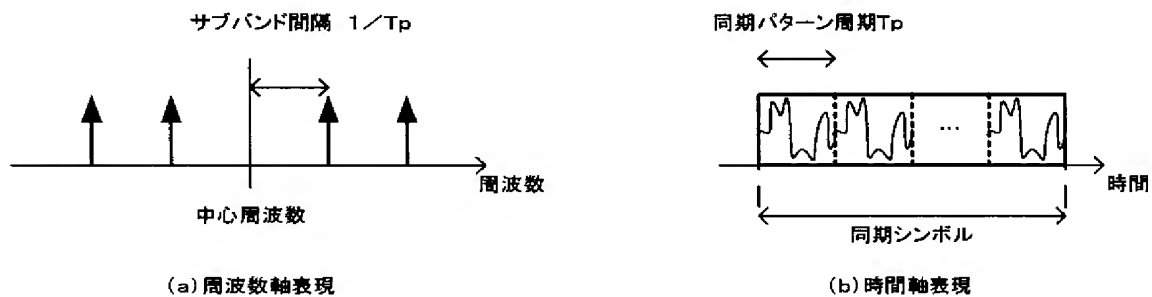 サブバンド間隔 1／Tp
周波数
中心周波数
(a)周波数軸表現
同期パターン周期Tp
…
時間
同期シンボル
(b)時間軸表現